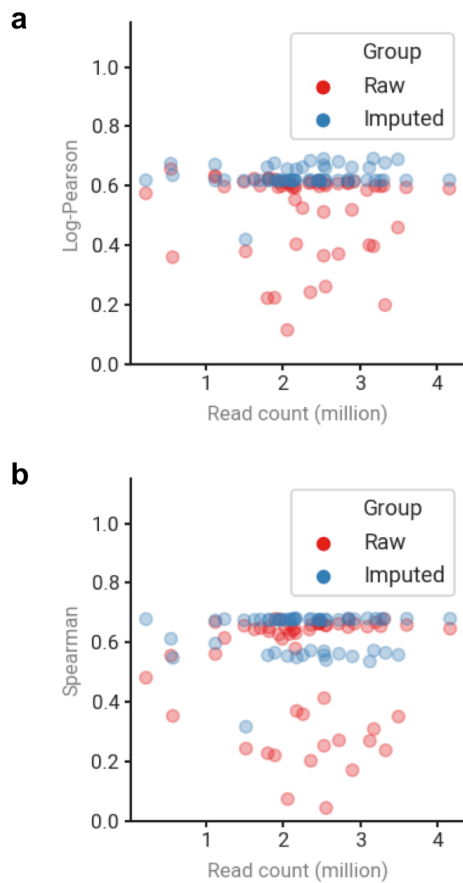 a
Group
Raw
Imputed
Log-Pearson
1.0
0.8
0.6
0.4
0.2
0.0
1 2 3 4
Read count (million)
b
Group
Raw
Imputed
Spearman
1.0
0.8
0.6
0.4
0.2
0.0
1 2 3 4
Read count (million)